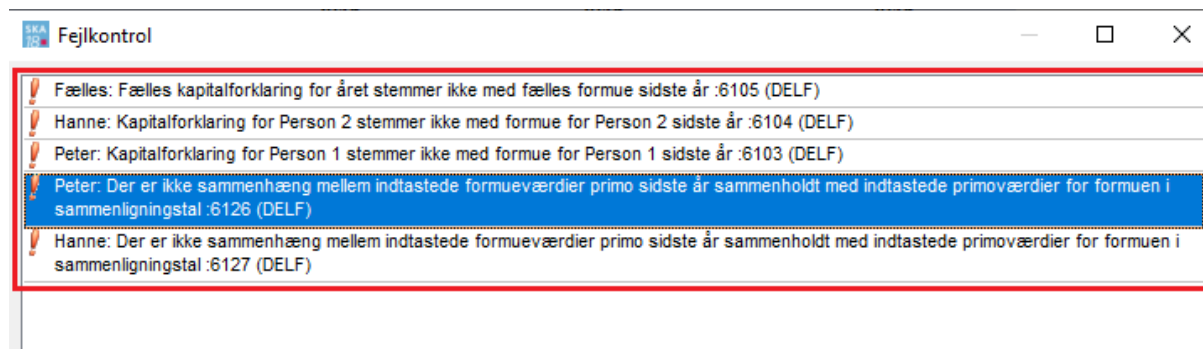 SKA
18
Fejlkontrol
Fælles: Fælles kapitalforklaring for året stemmer ikke med fælles formue sidste år :6105 (DELF)
Hanne: Kapitalforklaring for Person 2 stemmer ikke med formue for Person 2 sidste år :6104 (DELF)
Peter: Kapitalforklaring for Person 1 stemmer ikke med formue for Person 1 sidste år :6103 (DELF)
Peter: Der er ikke sammenhæng mellem indtastede formueværdier primo sidste år sammenholdt med indtastede primoværdier for formuen i
sammenligningstal :6126 (DELF)
Hanne: Der er ikke sammenhæng mellem indtastede formueværdier primo sidste år sammenholdt med indtastede primoværdier for formuen i
sammenligningstal :6127 (DELF)